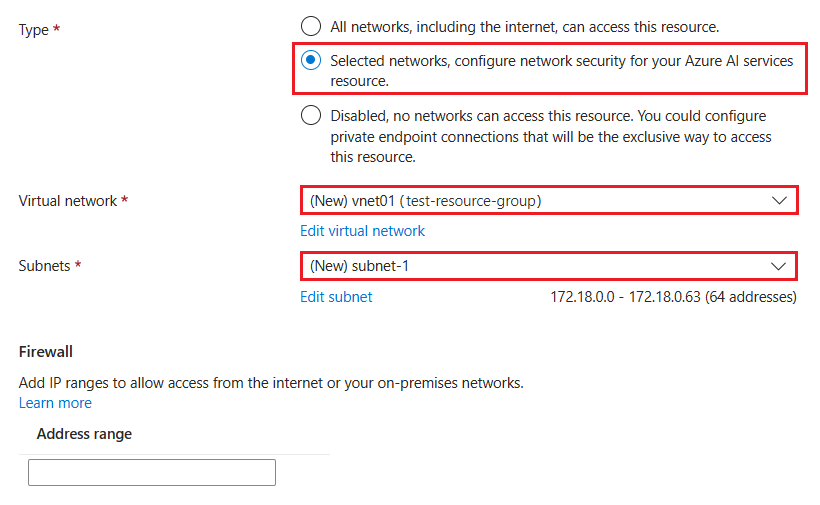 Type *
All networks, including the internet, can access this resource.
Selected networks, configure network security for your Azure AI services
resource.
Disabled, no networks can access this resource. You could configure
private endpoint connections that will be the exclusive way to access
this resource.
Virtual network *
(New) vnet01 (test-resource-group)
Edit virtual network
Subnets *
(New) subnet-1
Edit subnet
172.18.0.0 - 172.18.0.63 (64 addresses)
Firewall
Add IP ranges to allow access from the internet or your on-premises networks.
Learn more
Address range